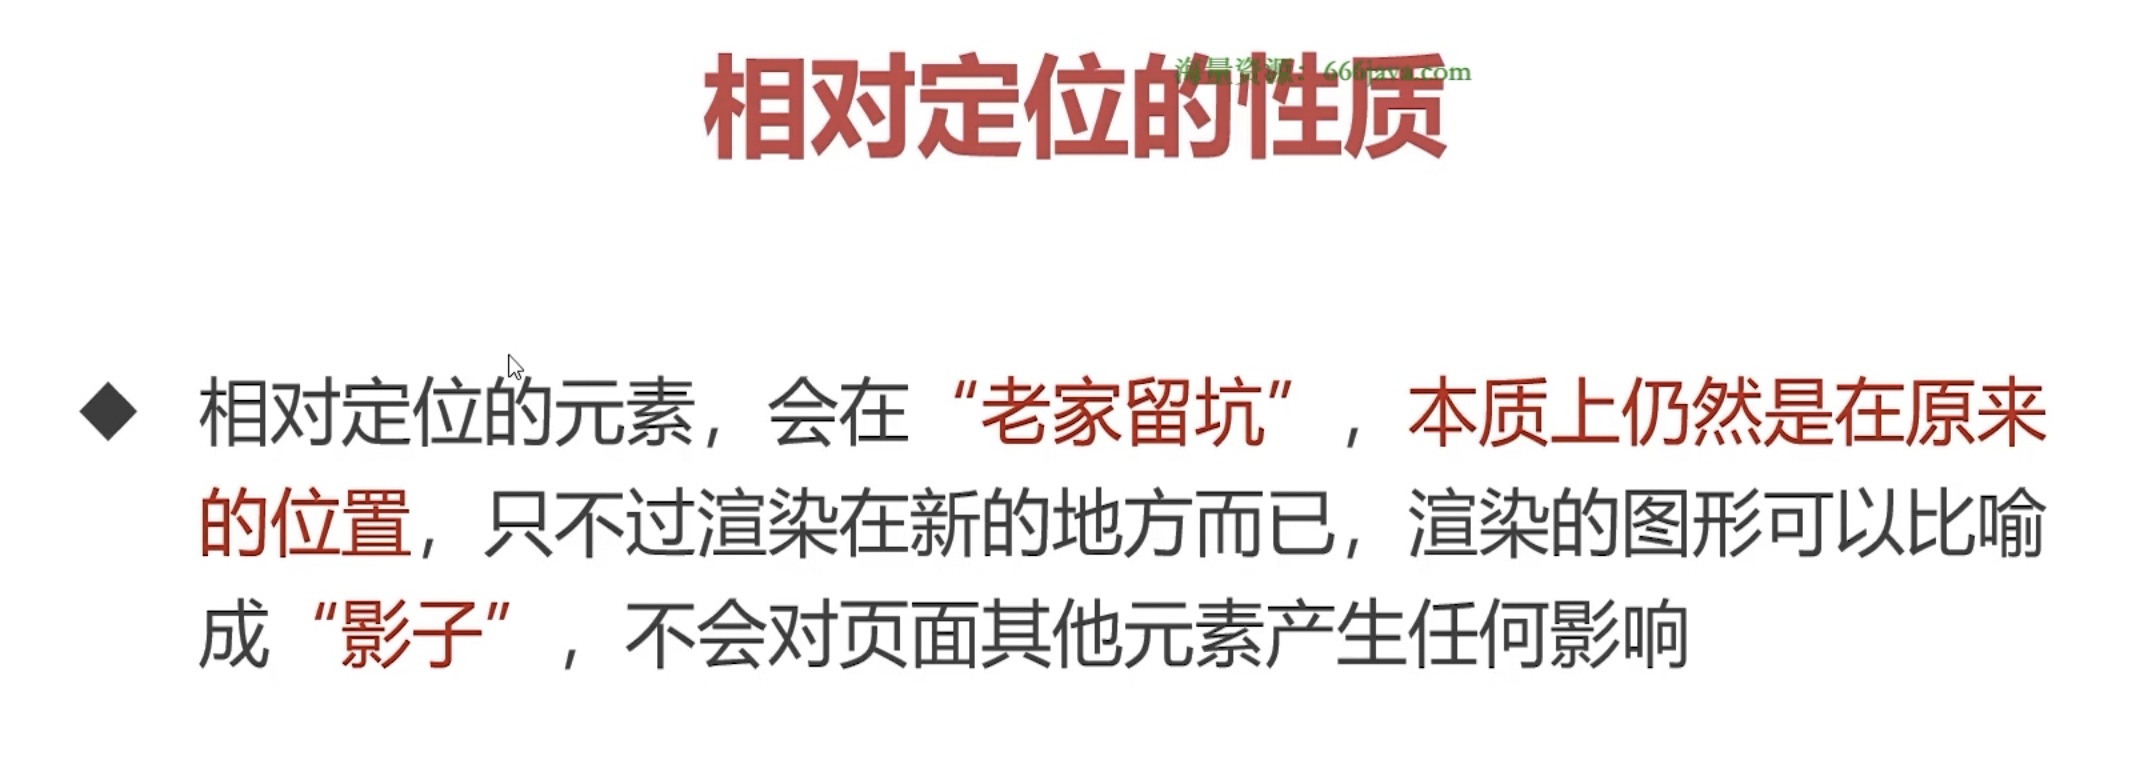 相对定位的性质
海量资源：666java.com
◆ 相对定位的元素，会在“老家留坑”，本质上仍然是在原来
的位置，只不过渲染在新的地方而已，渲染的图形可以比喻
成“影子”，不会对页面其他元素产生任何影响